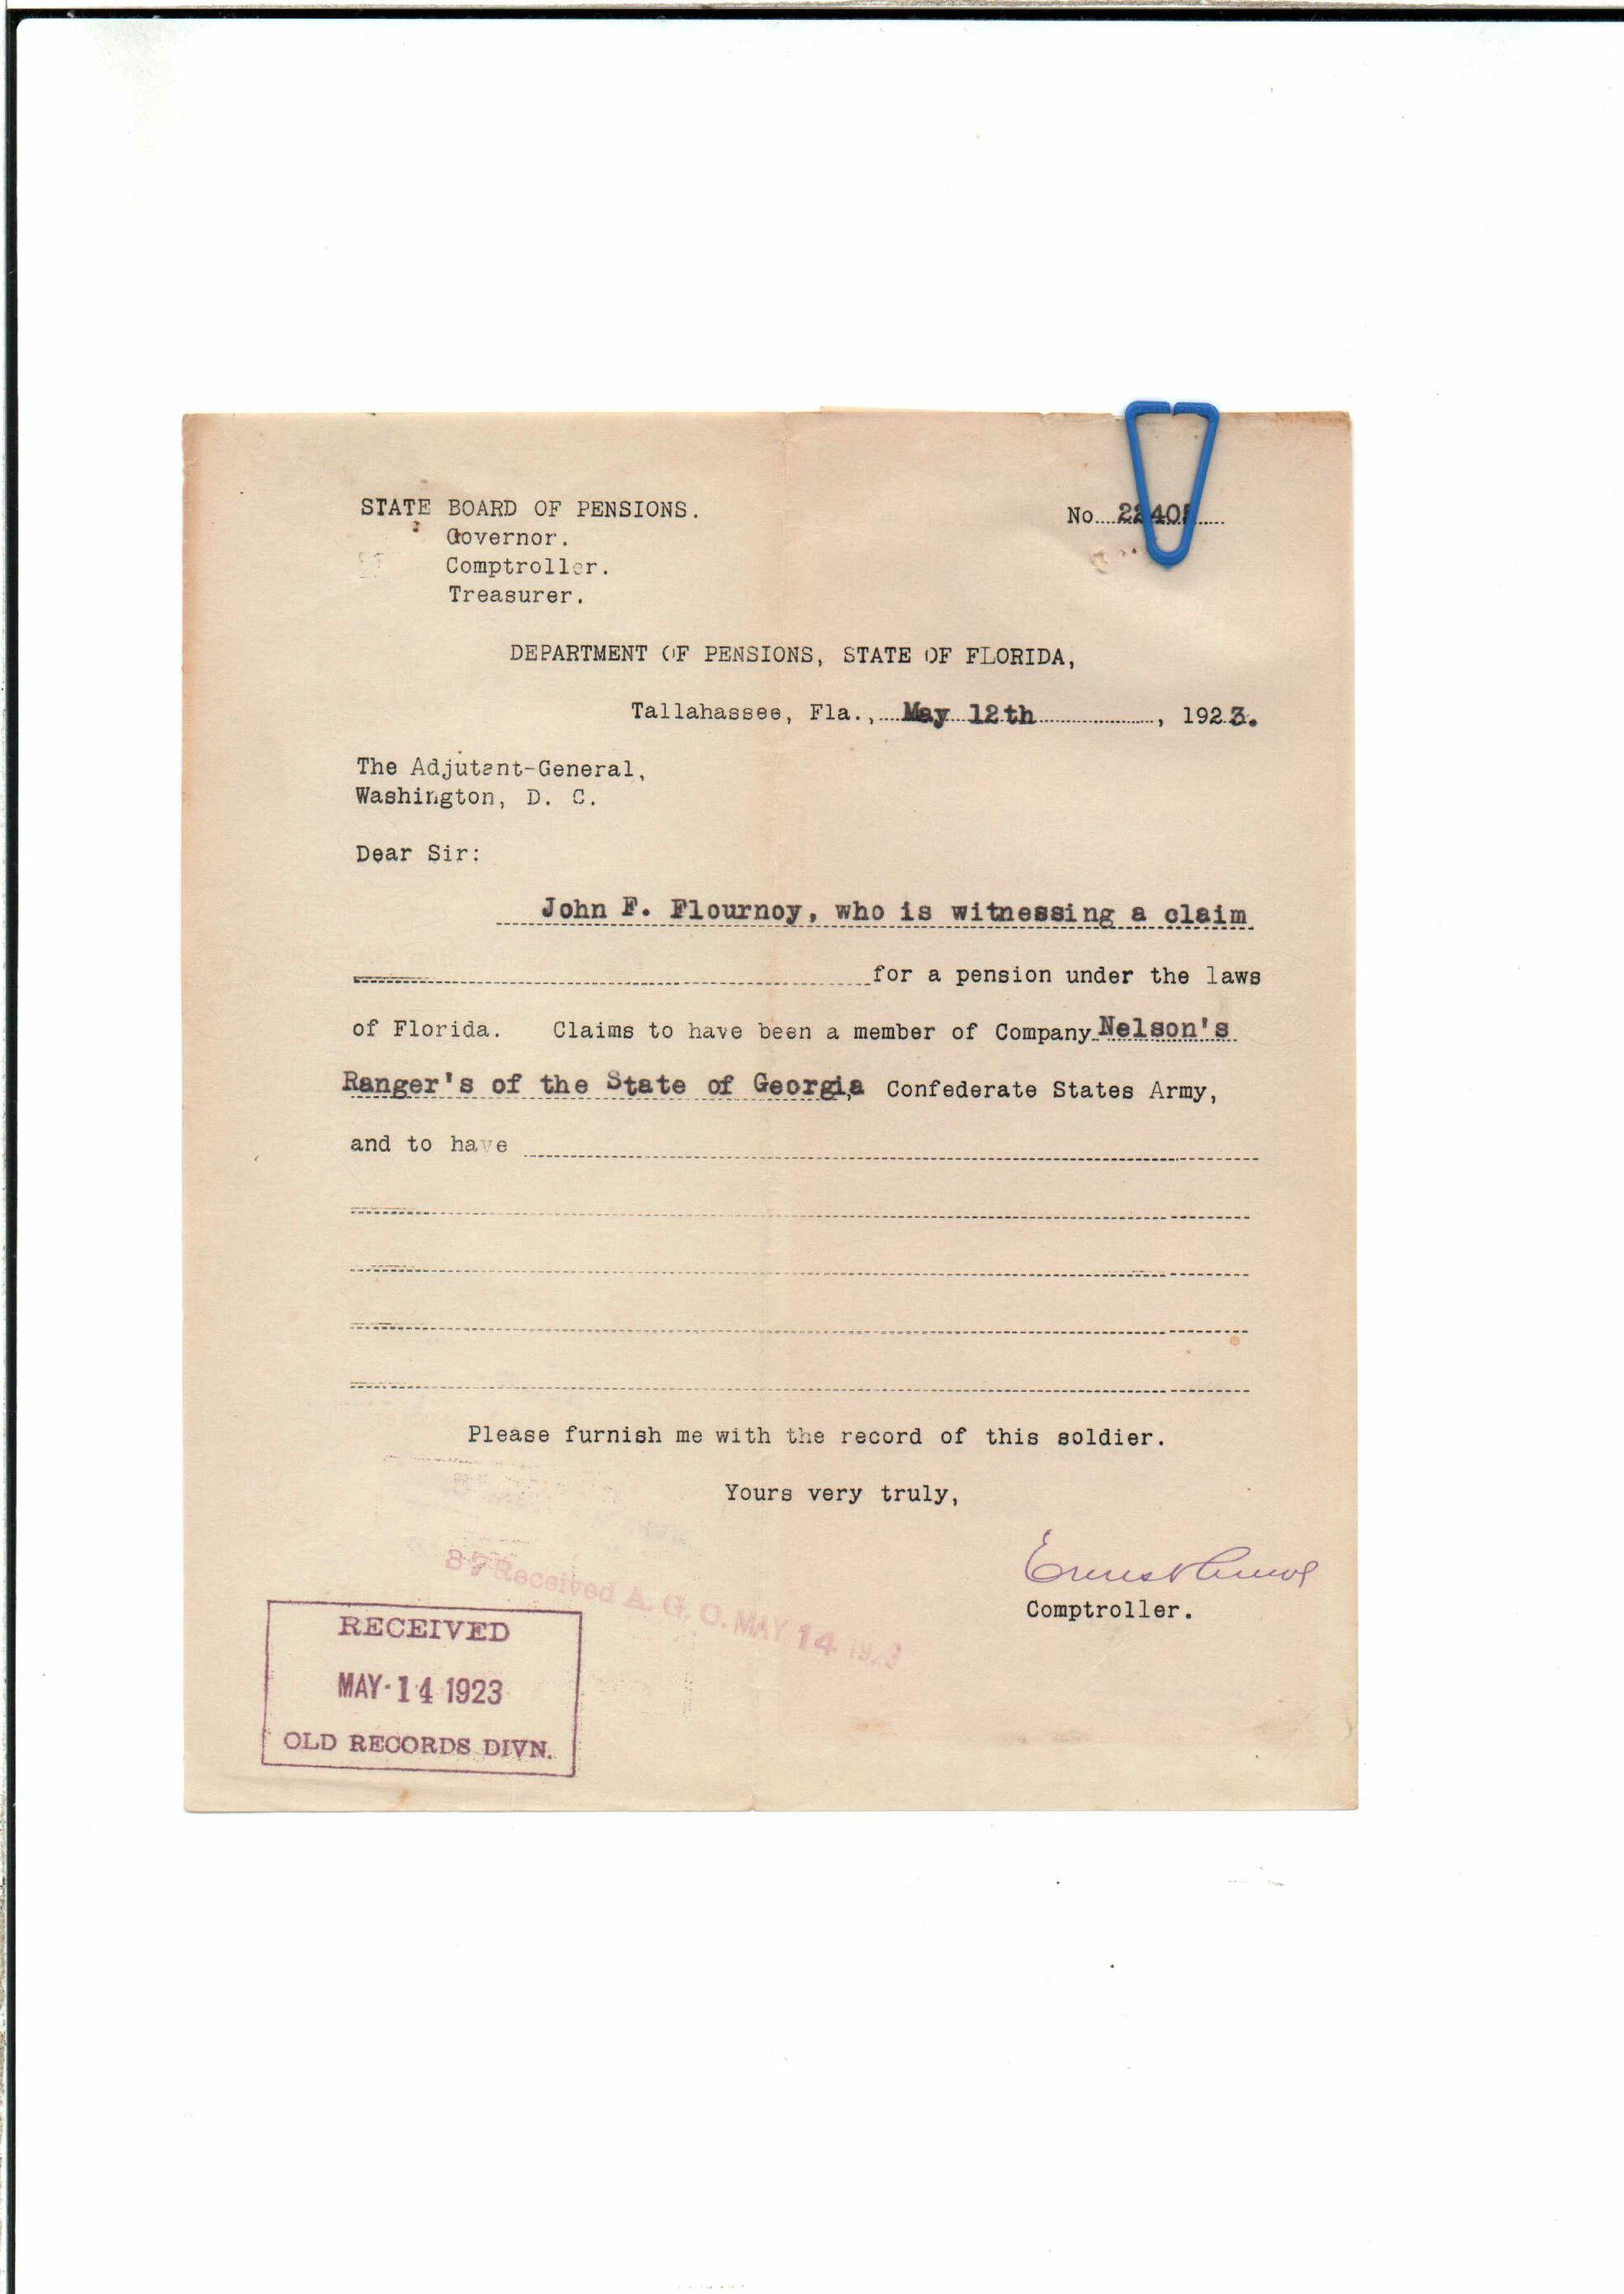 STATE BOARD OF PENSIONS.
No
Governor.
Comptroller.
Treasurer.
DEPARTMENT OF PENSIONS, STATE OF FLORIDA,
Tallahassee, Fla., May 12th, 1923.
The Adjutant-General,
Washington, D. C.
Dear Sir:
John F. Flournoy, who is witnessing a claim
for a pension under the laws
of Florida. Claims to have been a member of Company Nelson's
Ranger's of the State of Georgia Confederate States Army,
and to have
Please furnish me with the record of this soldier.
Yours very truly,
Comptroller.
Received A. G. O. MAY 14 1923
RECEIVED
MAY 14 1923
OLD RECORDS DIVN.